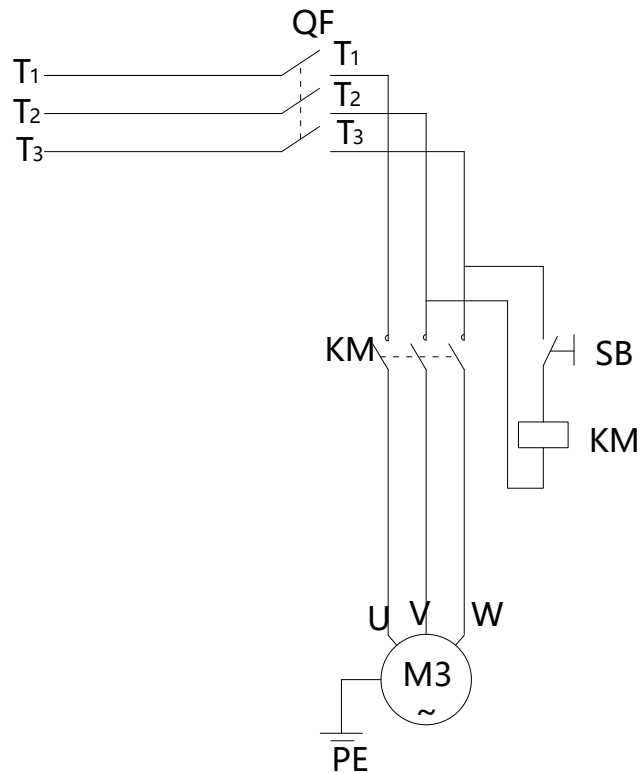 QF
T₁ T₁
T₂ T₂
T₃ T₃
KM SB
KM
U V W
M3
~
PE